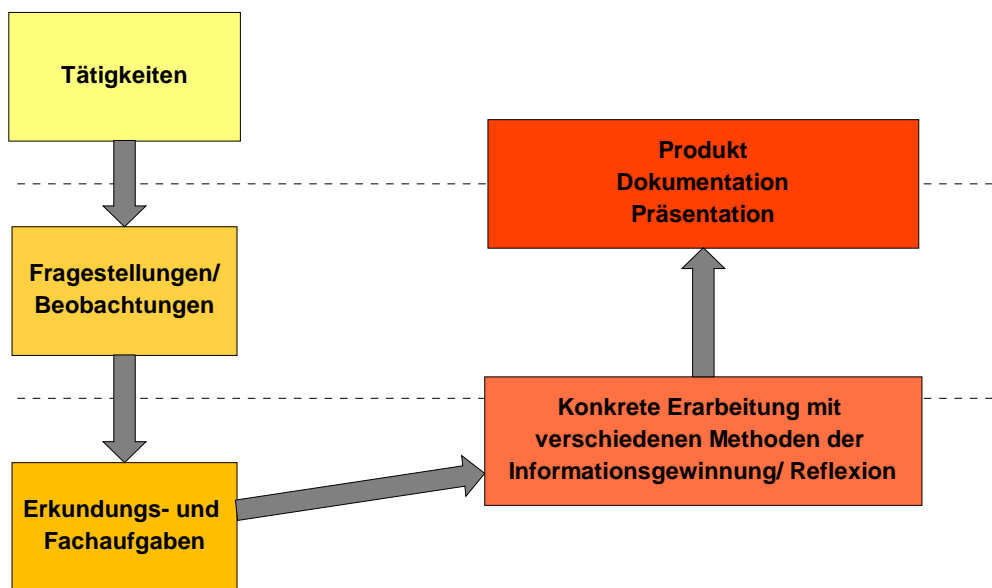 Tätigkeiten
Fragestellungen/
Beobachtungen
Erkundungs- und
Fachaufgaben
Konkrete Erarbeitung mit
verschiedenen Methoden der
Informationsgewinnung/ Reflexion
Produkt
Dokumentation
Präsentation